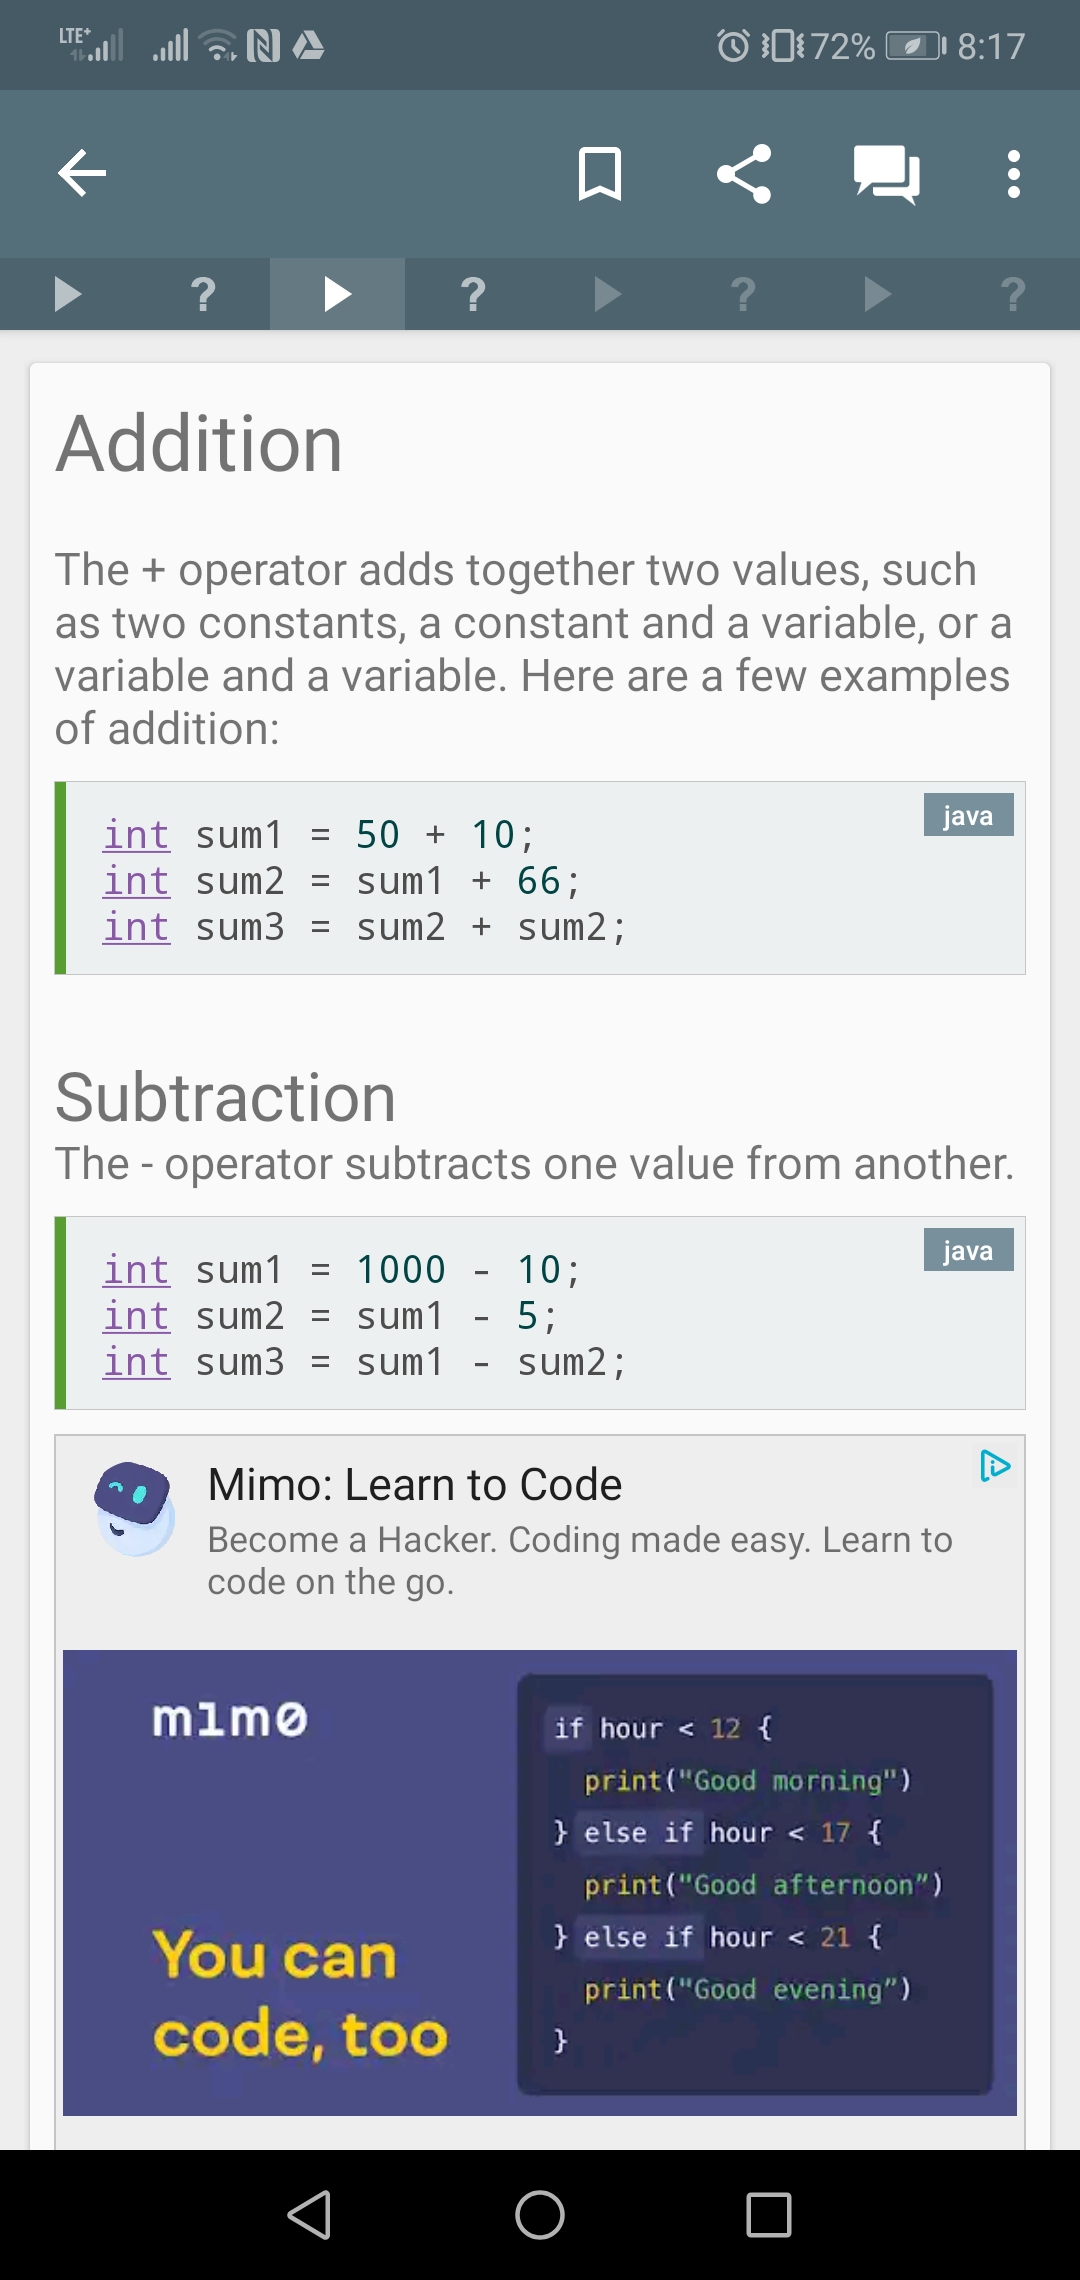 LTE+ 72% 8:17
? ? ? ?
Addition
The + operator adds together two values, such
as two constants, a constant and a variable, or a
variable and a variable. Here are a few examples
of addition:
java
int sum1 = 50 + 10;
int sum2 = sum1 + 66;
int sum3 = sum2 + sum2;
Subtraction
The - operator subtracts one value from another.
java
int sum1 = 1000 - 10;
int sum2 = sum1 - 5;
int sum3 = sum1 - sum2;
Mimo: Learn to Code
Become a Hacker. Coding made easy. Learn to
code on the go.
m1m0
You can
code, too
if hour < 12 {
print("Good morning")
} else if hour < 17 {
print("Good afternoon")
} else if hour < 21 {
print("Good evening")
}